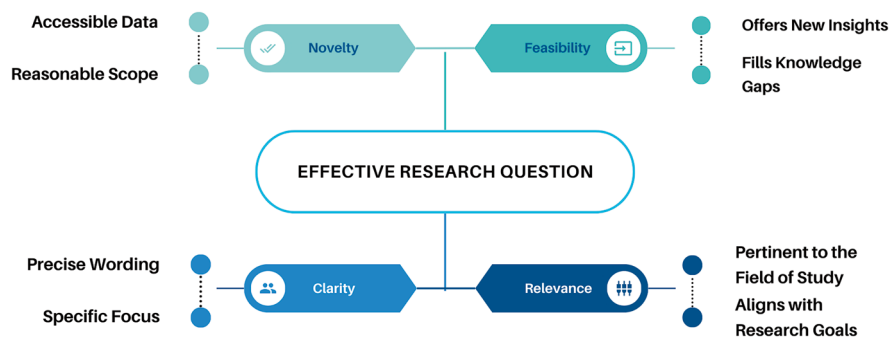 Accessible Data
Reasonable Scope
Novelty
Feasibility
Offers New Insights
Fills Knowledge
Gaps
EFFECTIVE RESEARCH QUESTION
Precise Wording
Specific Focus
Clarity
Relevance
Pertinent to the
Field of Study
Aligns with
Research Goals